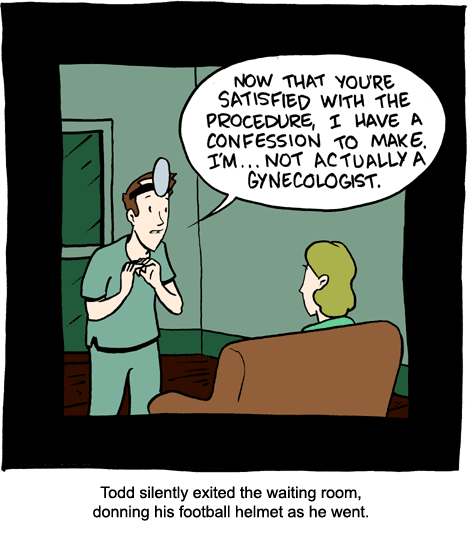 NOW THAT YOU'RE
SATISFIED WITH THE
PROCEDURE, I HAVE A
CONFESSION TO MAKE.
I'M... NOT ACTUALLY A
GYNECOLOGIST.
Todd silently exited the waiting room,
donning his football helmet as he went.